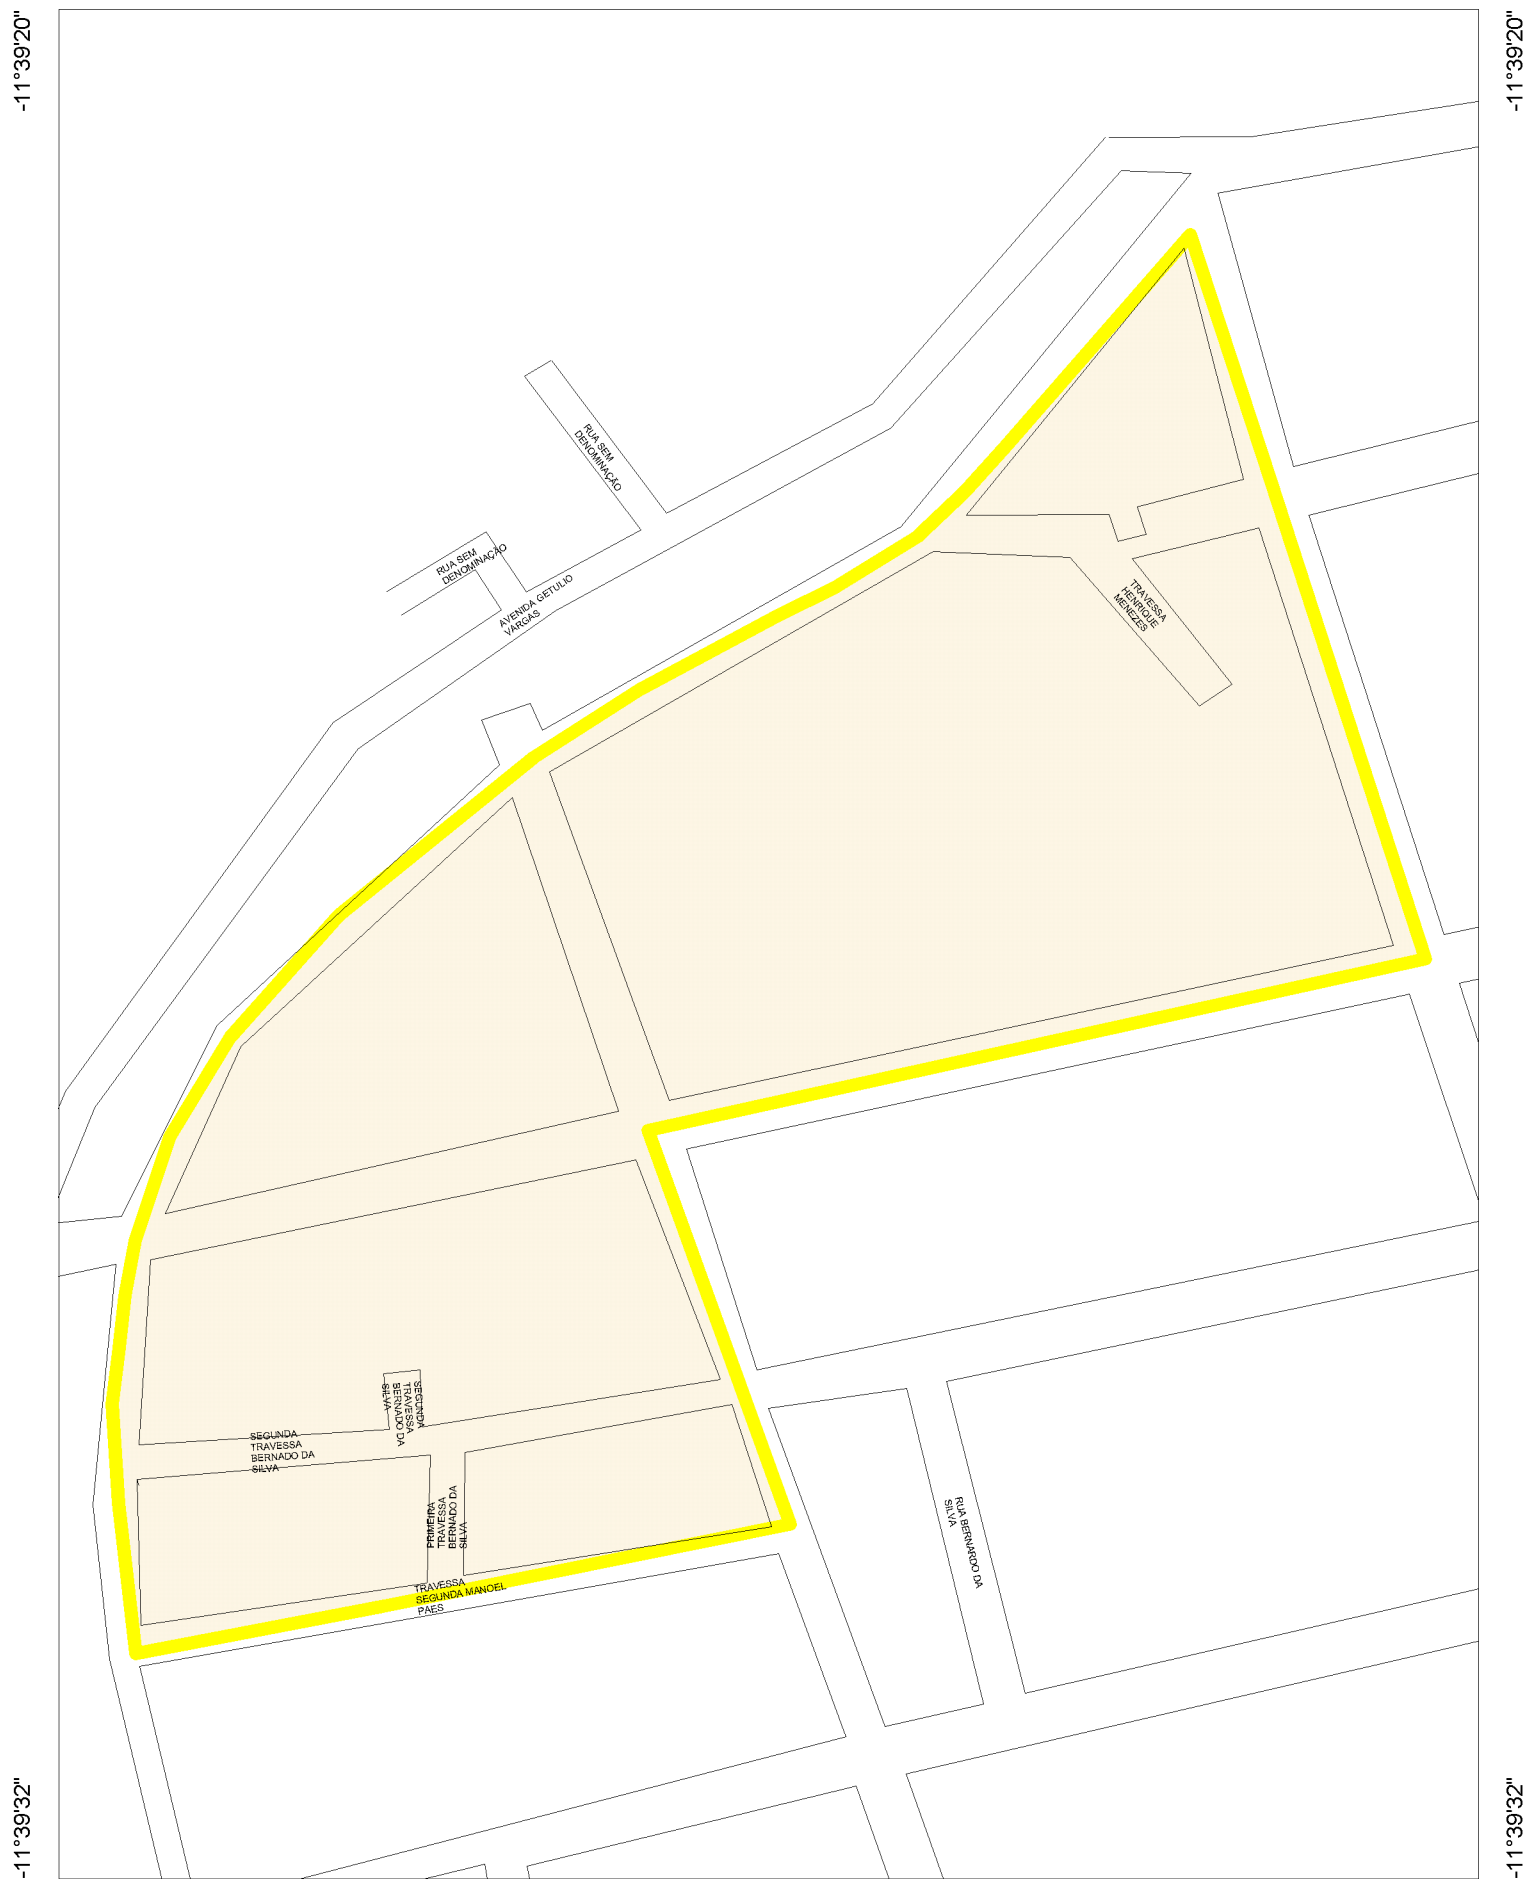 -11°39'20"
-11°39'20"
RUA SEM
DENOMINAÇÃO
RUA SEM
DENOMINAÇÃO
AVENIDA GETULIO
VARGAS
TRAVESSA
HENRIQUE
MENEZES
SEGUNDA
TRAVESSA
BERNADO DA
SILVA
SEGUNDA
TRAVESSA
BERNADO DA
SILVA
PRIMEIRA
TRAVESSA
BERNADO DA
SILVA
RUA BERNARDO DA
SILVA
TRAVESSA
SEGUNDA MANOEL
PAES
-11°39'32"
-11°39'32"